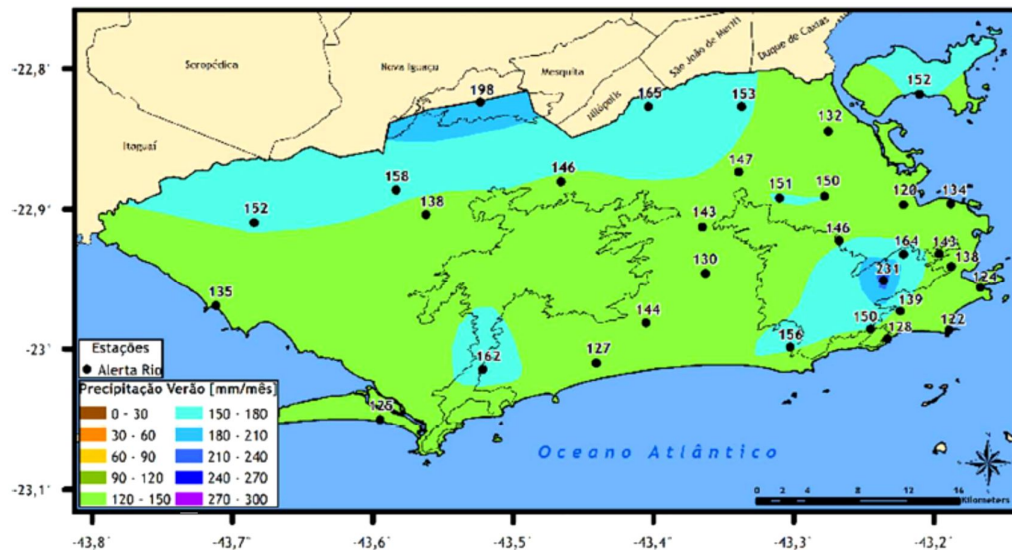 Seropédica
Nova Iguaçu
Mesquita
Nilópolis
São João de Meriti
Duque de Caxias
Itaguaí
-22,8
-22,9
-23
-23,1
198
165
153
152
132
147
158
146
151
150
120
134
138
152
143
146
164
143
130
231
138
124
135
144
139
150
128
122
156
162
127
125
Estações
Alerta Rio
Precipitação Verão [mm/mês]
0 - 30
150 - 180
30 - 60
180 - 210
60 - 90
210 - 240
90 - 120
240 - 270
120 - 150
270 - 300
Oceano Atlântico
0 2 4 8 12 16
Kilometers
-43,8 -43,7 -43,6 -43,5 -43,4 -43,3 -43,2